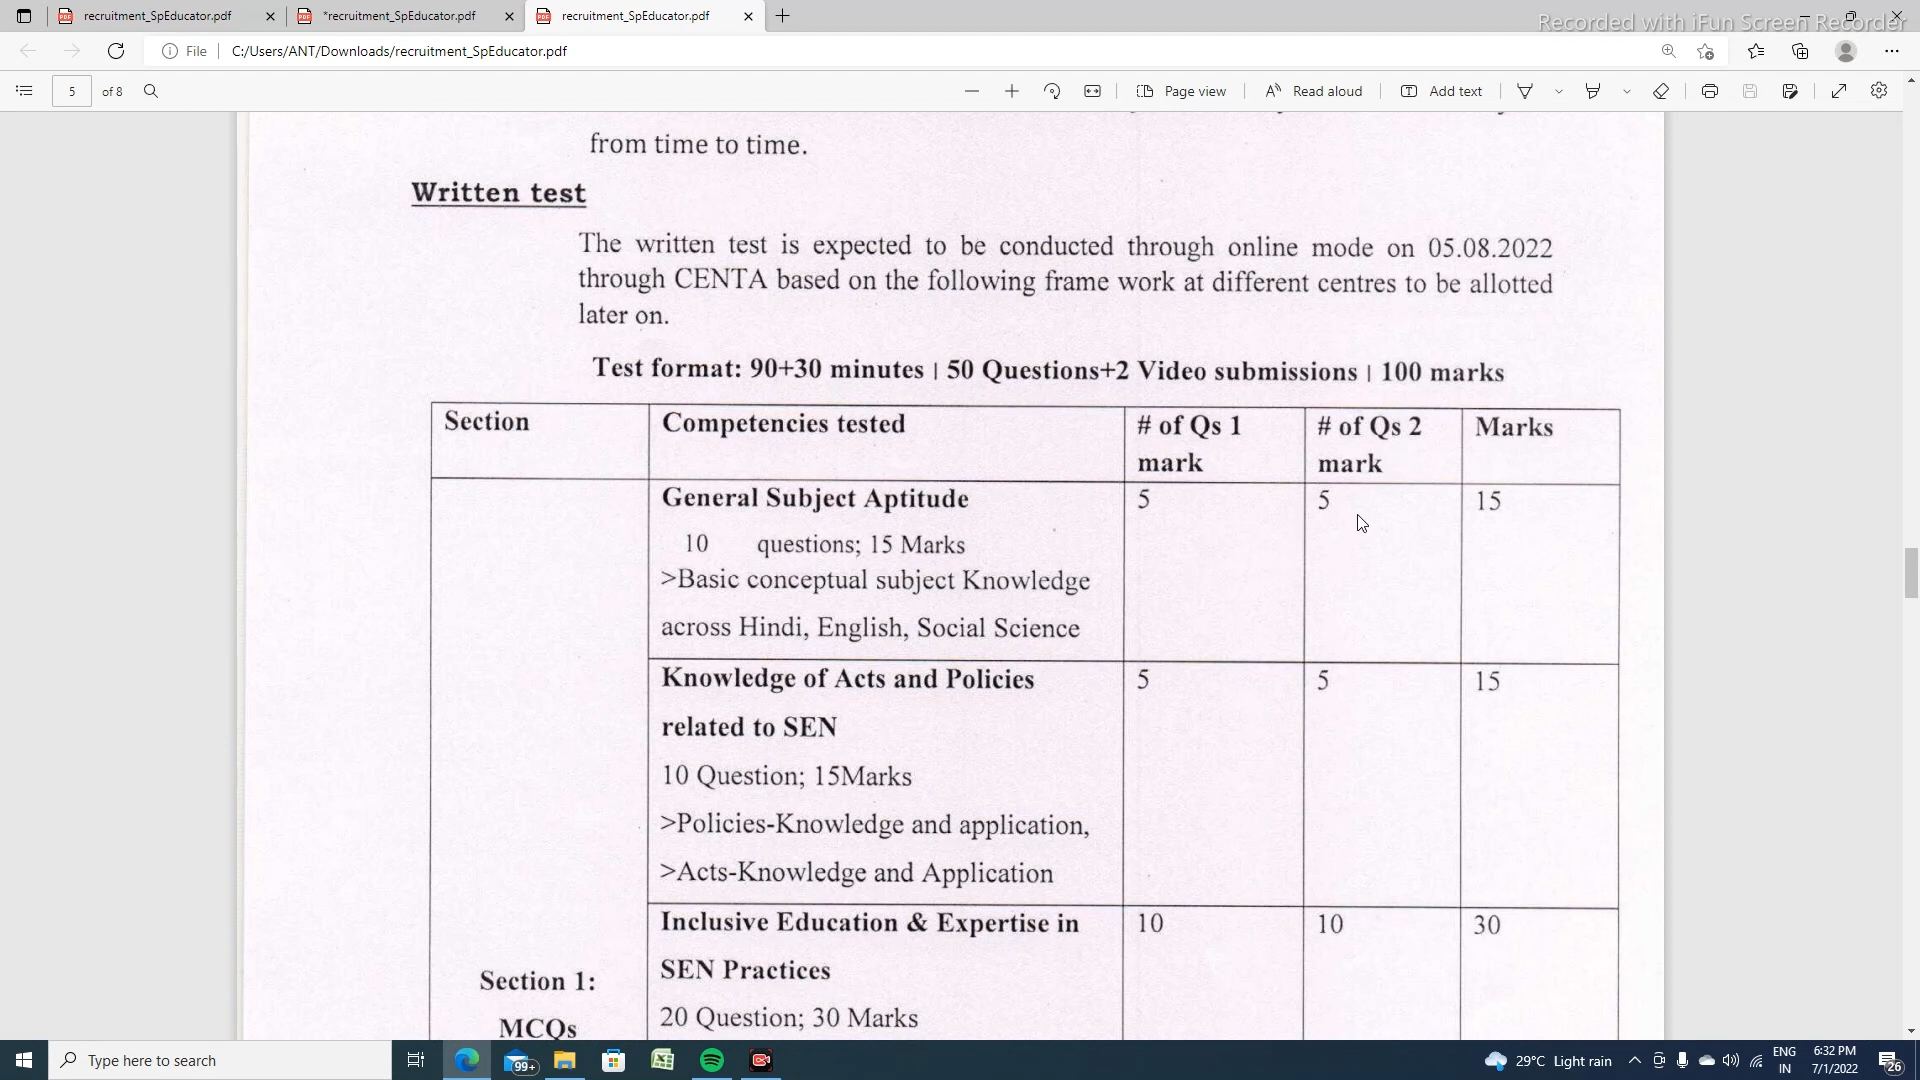 recruitment_SpEducator.pdf
*recruitment_SpEducator.pdf
recruitment_SpEducator.pdf
Recorded with iFun Screen Recorder
File
C:/Users/ANT/Downloads/recruitment_SpEducator.pdf
5 of 8
Page view
Read aloud
Add text
from time to time.
Written test
The written test is expected to be conducted through online mode on 05.08.2022
through CENTA based on the following frame work at different centres to be allotted
later on.
Test format: 90+30 minutes | 50 Questions+2 Video submissions | 100 marks
Section
Competencies tested
# of Qs 1
mark
# of Qs 2
mark
Marks
General Subject Aptitude
5
5
15
10 questions; 15 Marks
>Basic conceptual subject Knowledge
across Hindi, English, Social Science
Knowledge of Acts and Policies
5
5
15
related to SEN
10 Question; 15Marks
>Policies-Knowledge and application,
>Acts-Knowledge and Application
Inclusive Education & Expertise in
10
10
30
SEN Practices
20 Question; 30 Marks
Section 1:
MCQs
Type here to search
99+
29°C Light rain
ENG
IN
6:32 PM
7/1/2022
26